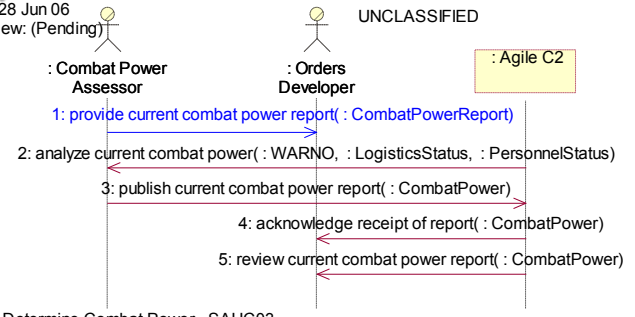 28 Jun 06
ew: (Pending)
UNCLASSIFIED
: Combat Power
Assessor
: Orders
Developer
: Agile C2
1: provide current combat power report( : CombatPowerReport)
2: analyze current combat power( : WARNO, : LogisticsStatus, : PersonnelStatus)
3: publish current combat power report( : CombatPower)
4: acknowledge receipt of report( : CombatPower)
5: review current combat power report( : CombatPower)
Determine Combat Power